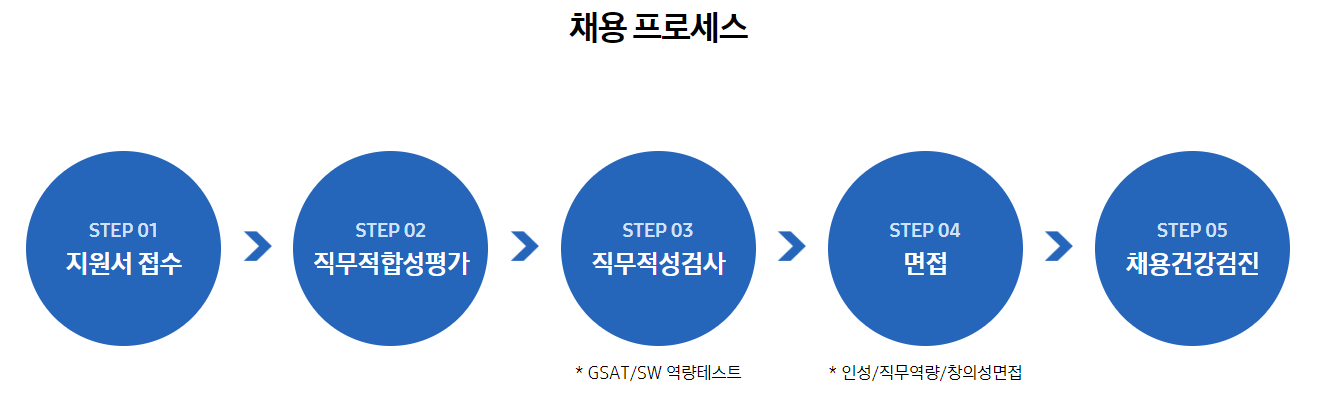 채용 프로세스
STEP 01
지원서 접수
STEP 02
직무적합성평가
STEP 03
직무적성검사
STEP 04
면접
STEP 05
채용건강검진
* GSAT/SW 역량테스트
* 인성/직무역량/창의성면접